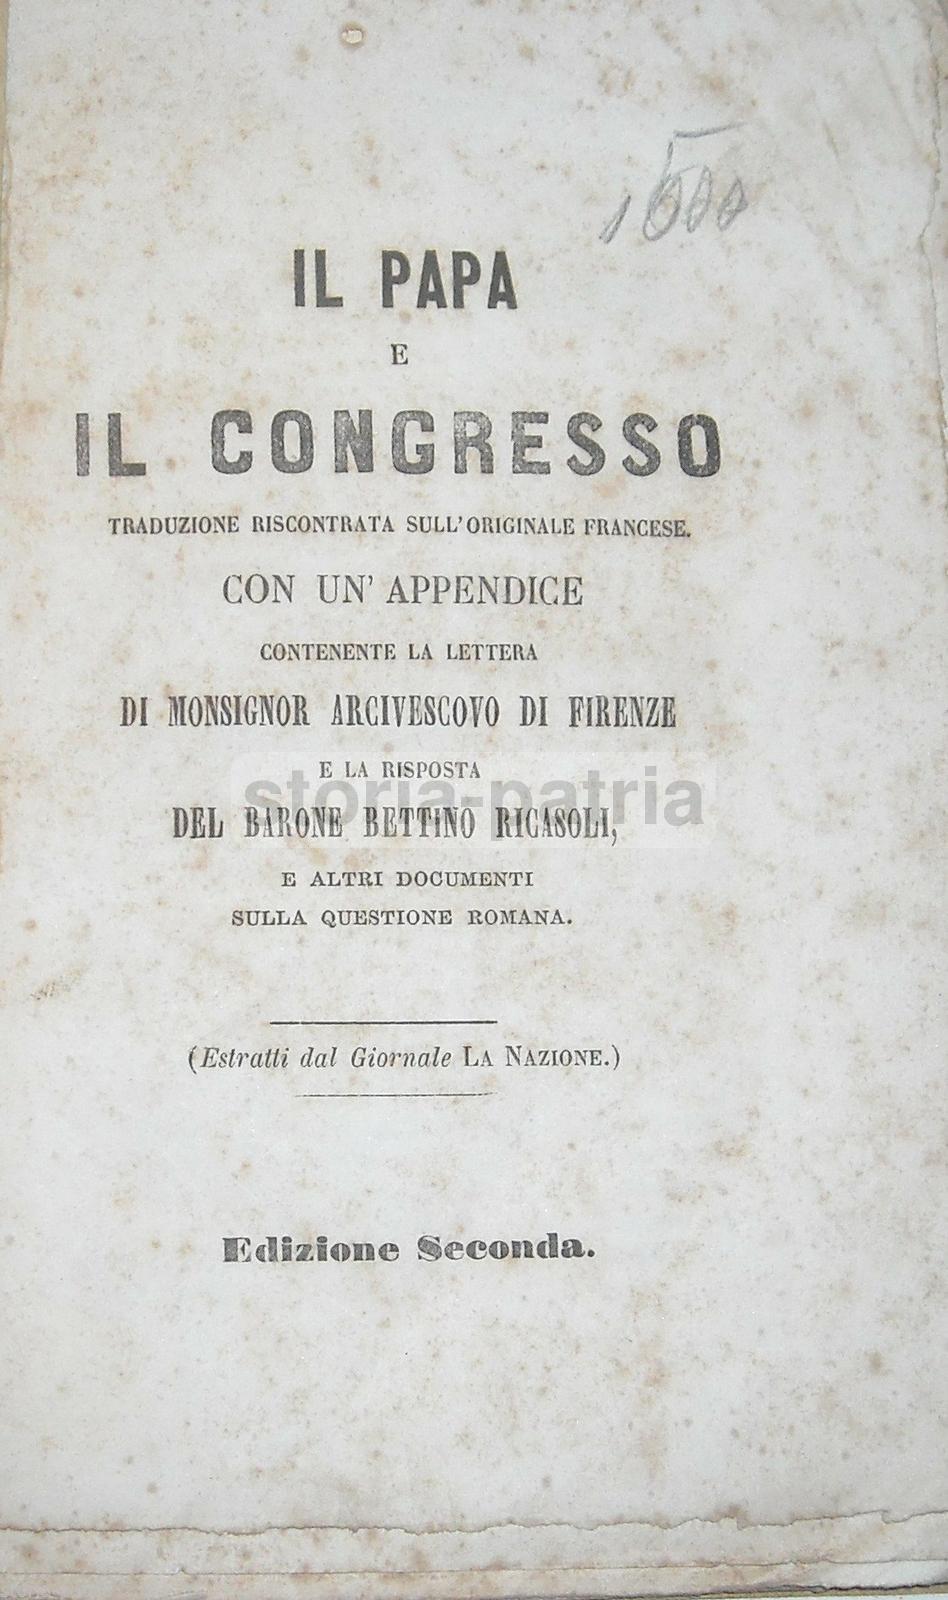 1500
IL PAPA
E
IL CONGRESSO
TRADUZIONE RISCONTRATA SULL'ORIGINALE FRANCESE.
CON UN' APPENDICE
CONTENENTE LA LETTERA
DI MONSIGNOR ARCIVESCOVO DI FIRENZE
E LA RISPOSTA
storia-patria
DEL BARONE BETTINO RICASOLI,
E ALTRI DOCUMENTI
SULLA QUESTIONE ROMANA.
(Estratti dal Giornale LA NAZIONE.)
Edizione Seconda.